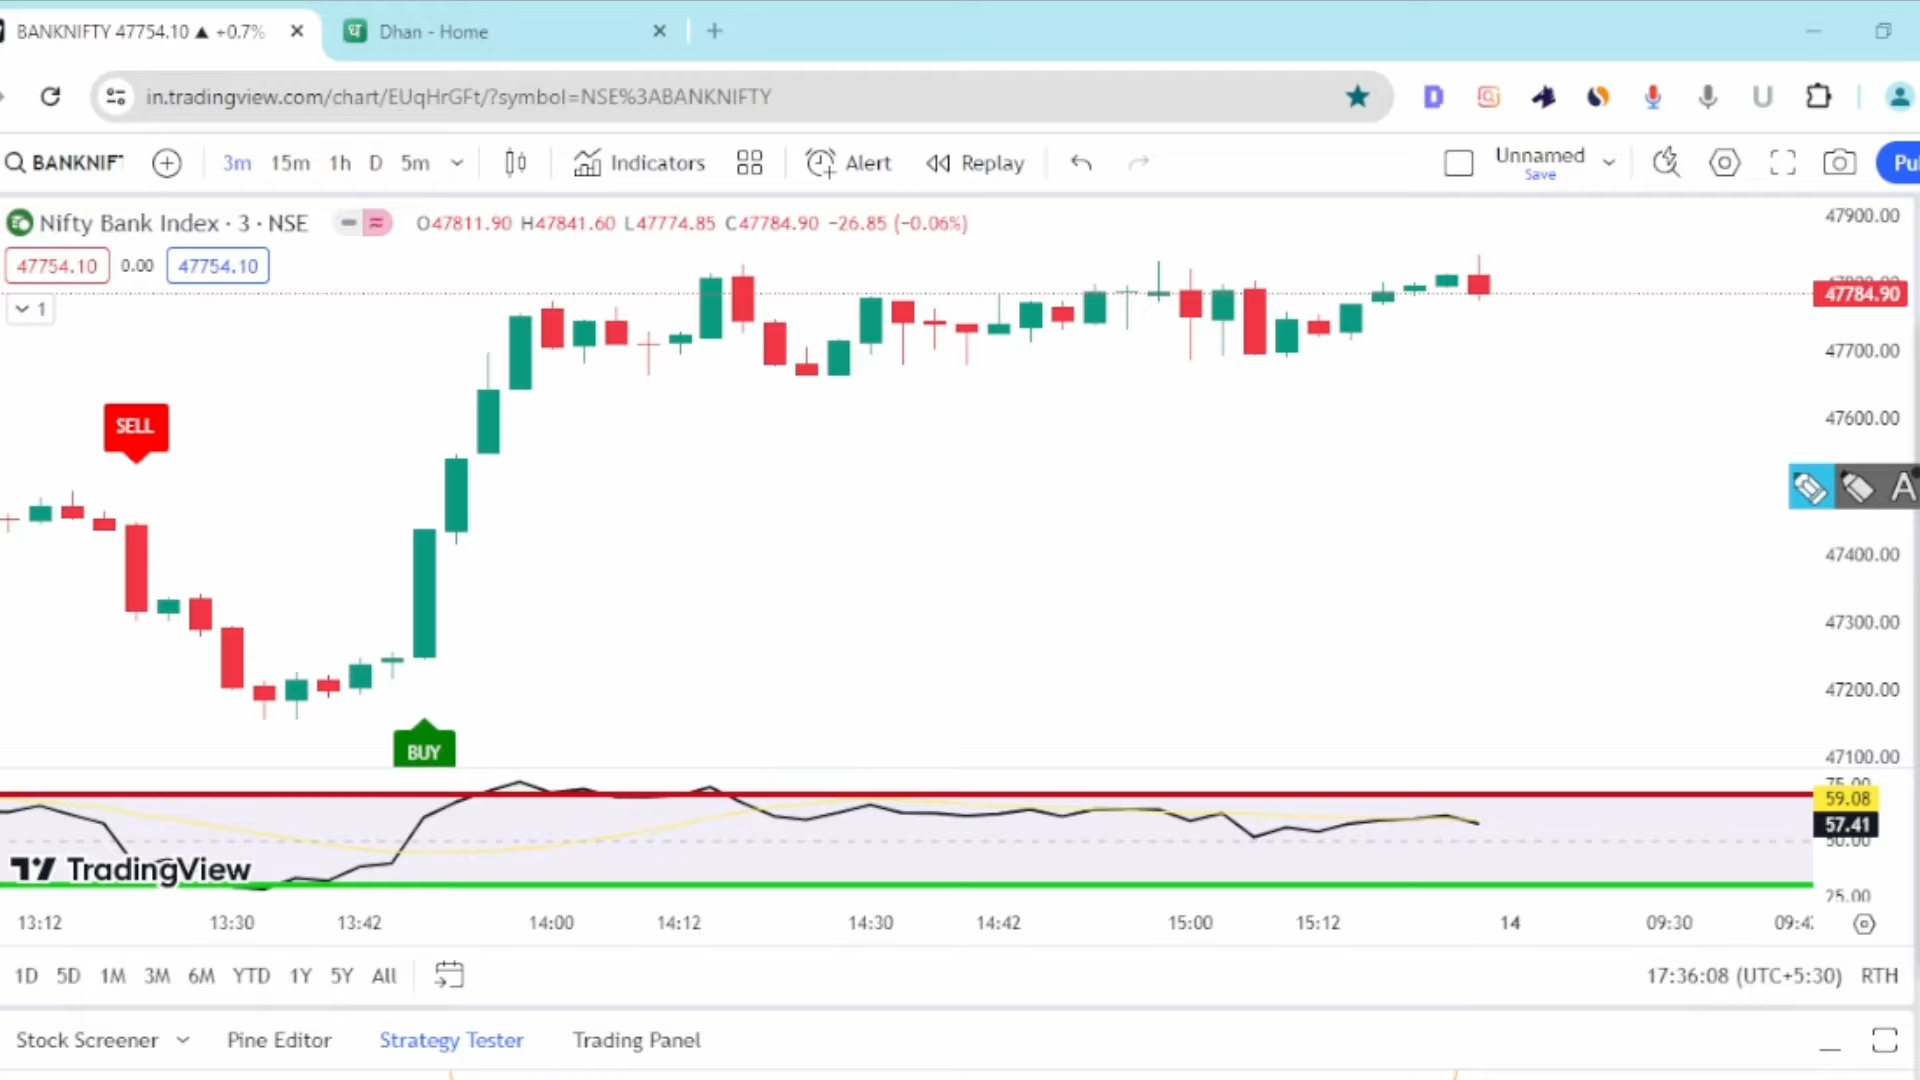 BANKNIFTY 47754.10 ▲ +0.7%
Dhan - Home
in.tradingview.com/chart/EUqHrGFt/?symbol=NSE%3ABANKNIFTY
BANKNIFT
3m 15m 1h D 5m Indicators Alert Replay Unnamed
Save
Pu
Nifty Bank Index · 3 · NSE O47811.90 H47841.60 L47774.85 C47784.90 −26.85 (−0.06%)
47754.10 0.00 47754.10
1
47900.00
47784.90
47700.00
47600.00
SELL
A
47400.00
47300.00
47200.00
47100.00
BUY
75.00
59.08
57.41
50.00
25.00
TradingView
13:12 13:30 13:42 14:00 14:12 14:30 14:42 15:00 15:12 14 09:30 09:42
1D 5D 1M 3M 6M YTD 1Y 5Y All 17:36:08 (UTC+5:30) RTH
Stock Screener Pine Editor Strategy Tester Trading Panel